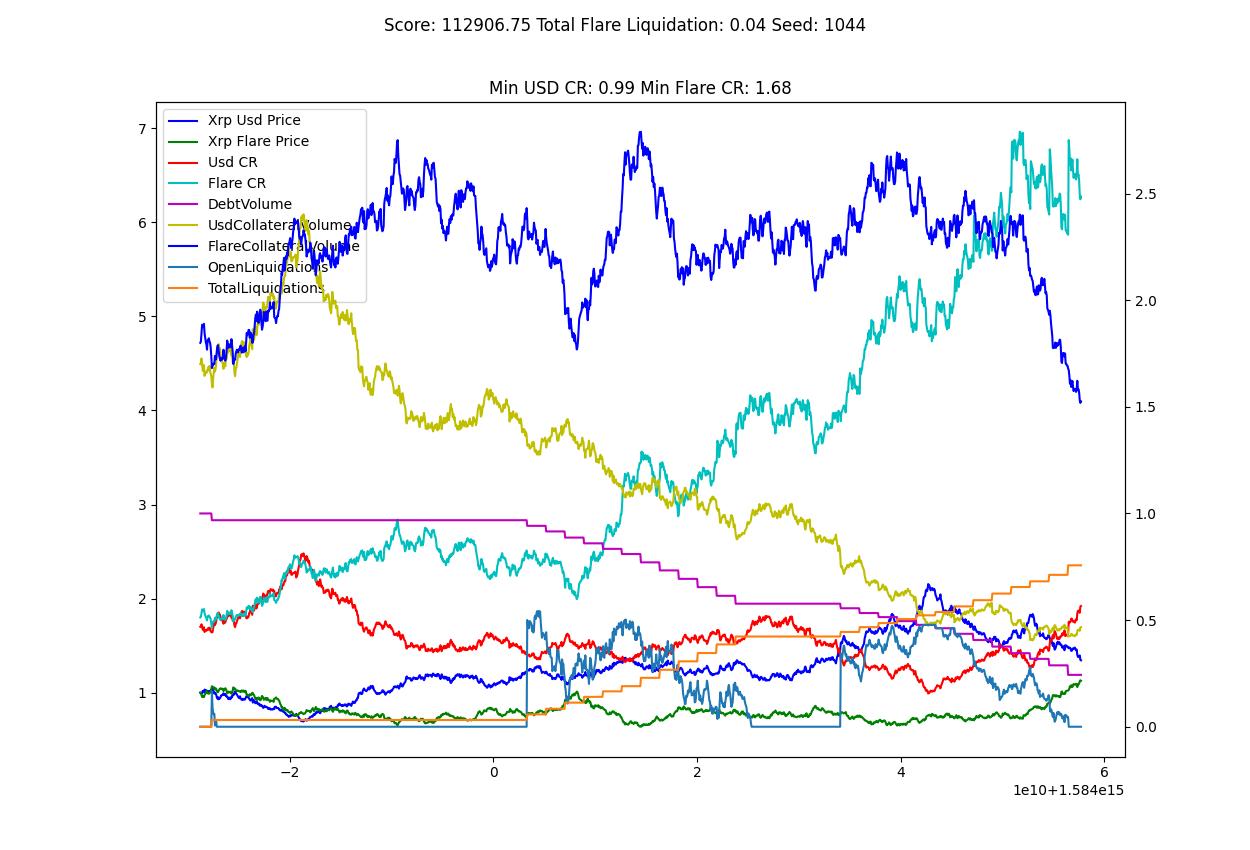 Score: 112906.75 Total Flare Liquidation: 0.04 Seed: 1044
Min USD CR: 0.99 Min Flare CR: 1.68
Xrp Usd Price
Xrp Flare Price
Usd CR
Flare CR
DebtVolume
UsdCollateralVolume
FlareCollateralVolume
OpenLiquidations
TotalLiquidations
7
6
5
4
3
2
1
2.5
2.0
1.5
1.0
0.5
0.0
−2
0
2
4
6
1e10+1.584e15